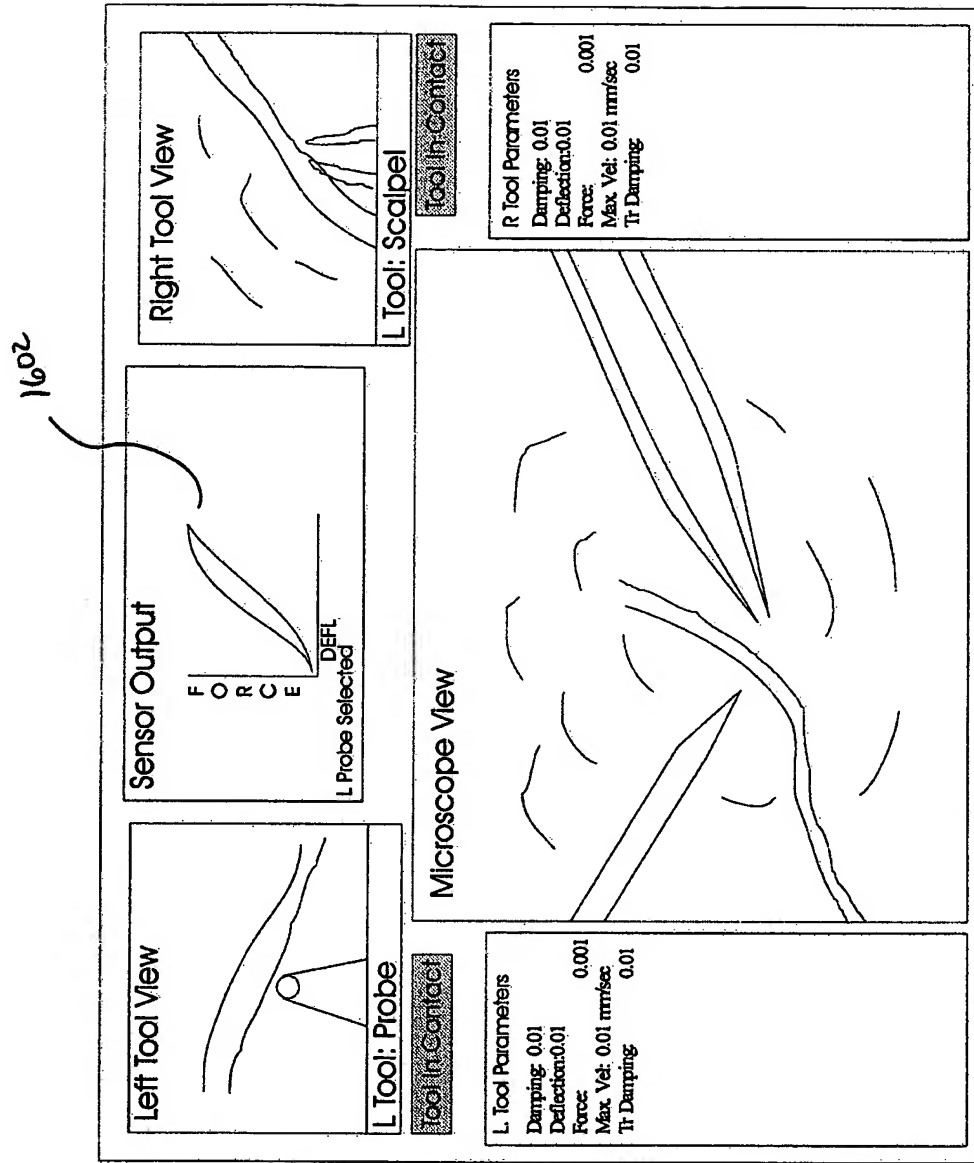 1602
Left Tool View
L Tool: Probe
Tool In Contact
Sensor Output
FORCE
DEFL
L Probe Selected
Right Tool View
L Tool: Scalpel
Tool In Contact
L Tool Parameters
Damping: 0.01
Deflection:0.01
Force: 0.001
Max. Vel: 0.01 mm/sec
Tr Damping: 0.01
Microscope View
R Tool Parameters
Damping: 0.01
Deflection:0.01
Force: 0.001
Max. Vel: 0.01 mm/sec
Tr Damping: 0.01